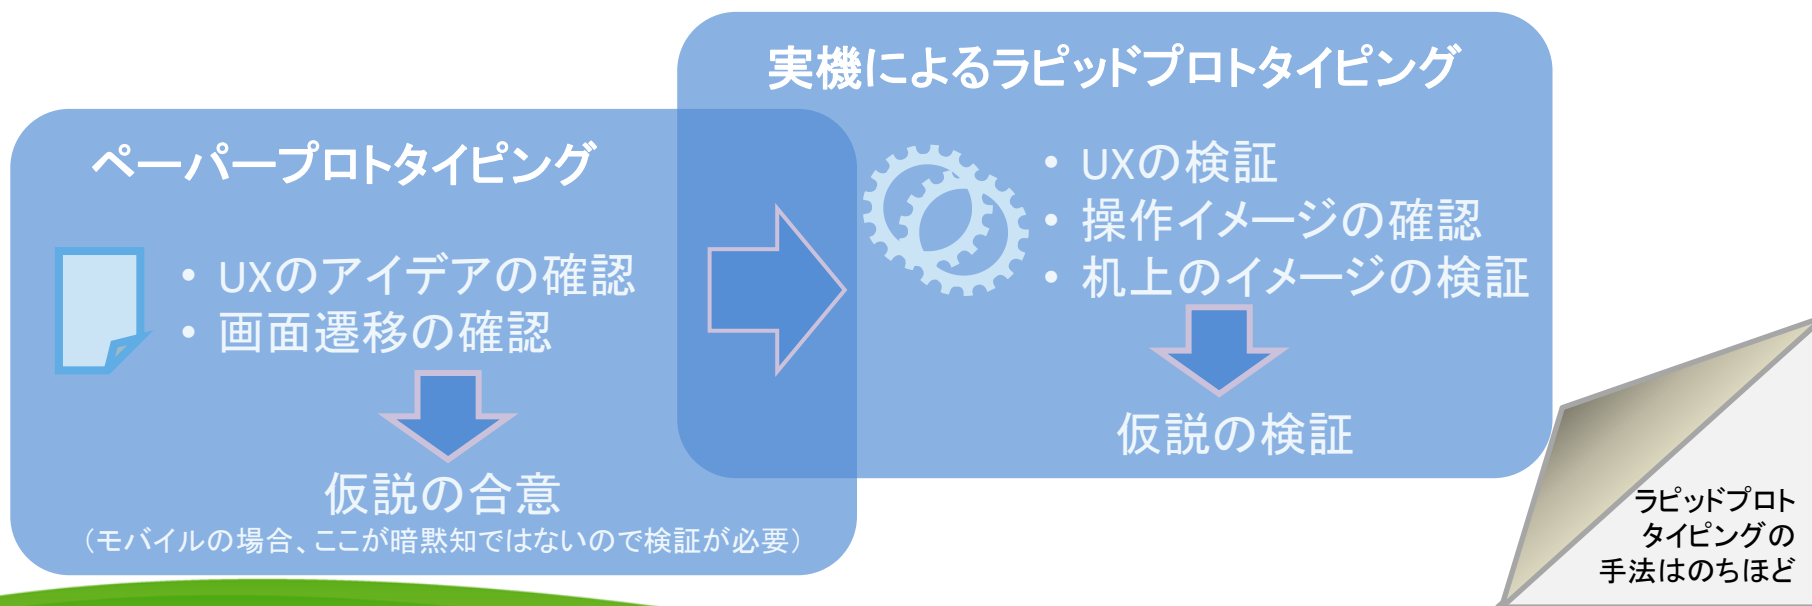 実機によるラピッドプロトタイピング
• UXの検証
• 操作イメージの確認
• 机上のイメージの検証
仮説の検証
ペーパープロトタイピング
• UXのアイデアの確認
• 画面遷移の確認
仮説の合意
（モバイルの場合、ここが暗黙知ではないので検証が必要）
ラピッドプロト
タイピングの
手法はのちほど